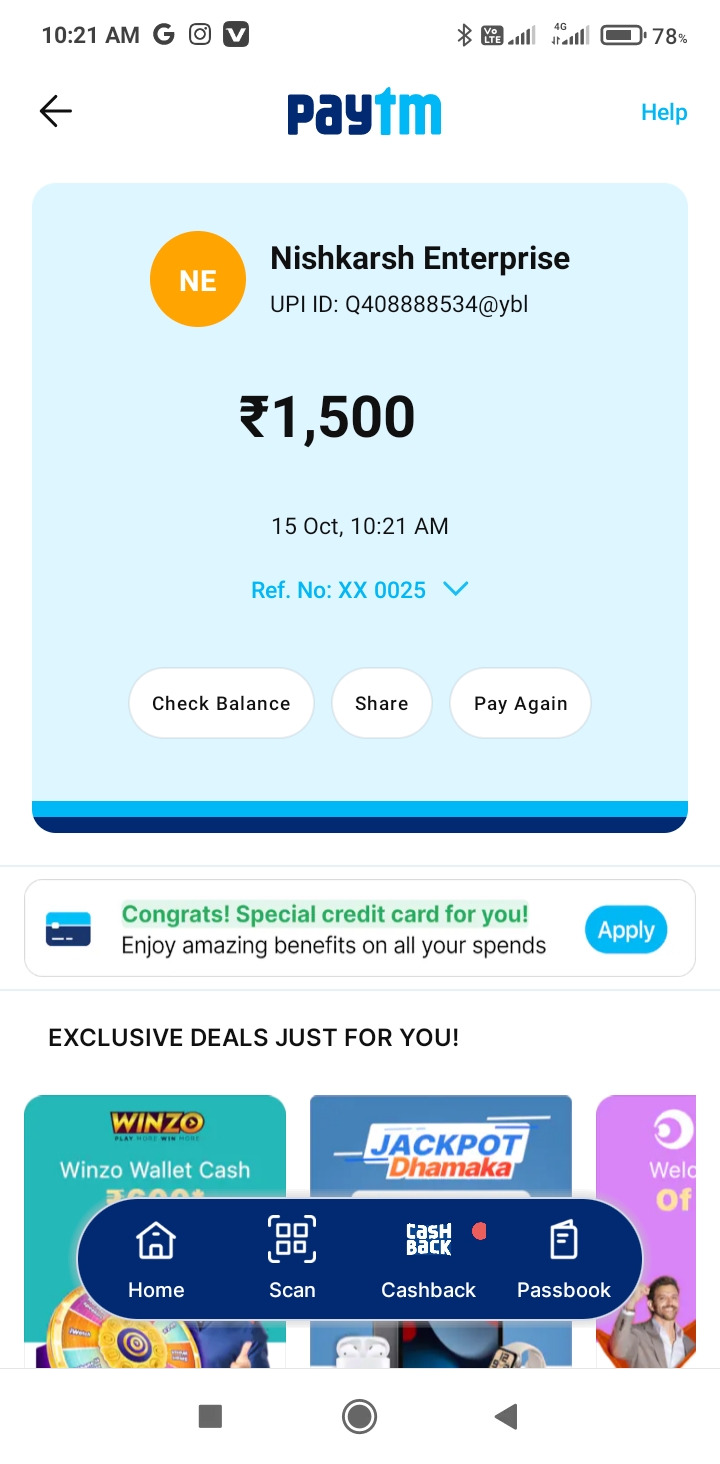 10:21 AM
VO LTE
4G
78%
paytm
Help
NE
Nishkarsh Enterprise
UPI ID: Q408888534@ybl
₹1,500
15 Oct, 10:21 AM
Ref. No: XX 0025
Check Balance
Share
Pay Again
Congrats! Special credit card for you!
Enjoy amazing benefits on all your spends
Apply
EXCLUSIVE DEALS JUST FOR YOU!
WINZO
PLAY MORE WIN MORE
Winzo Wallet Cash
JACKPOT
Dhamaka
Of
Home
Scan
CASH BACK
Cashback
Passbook